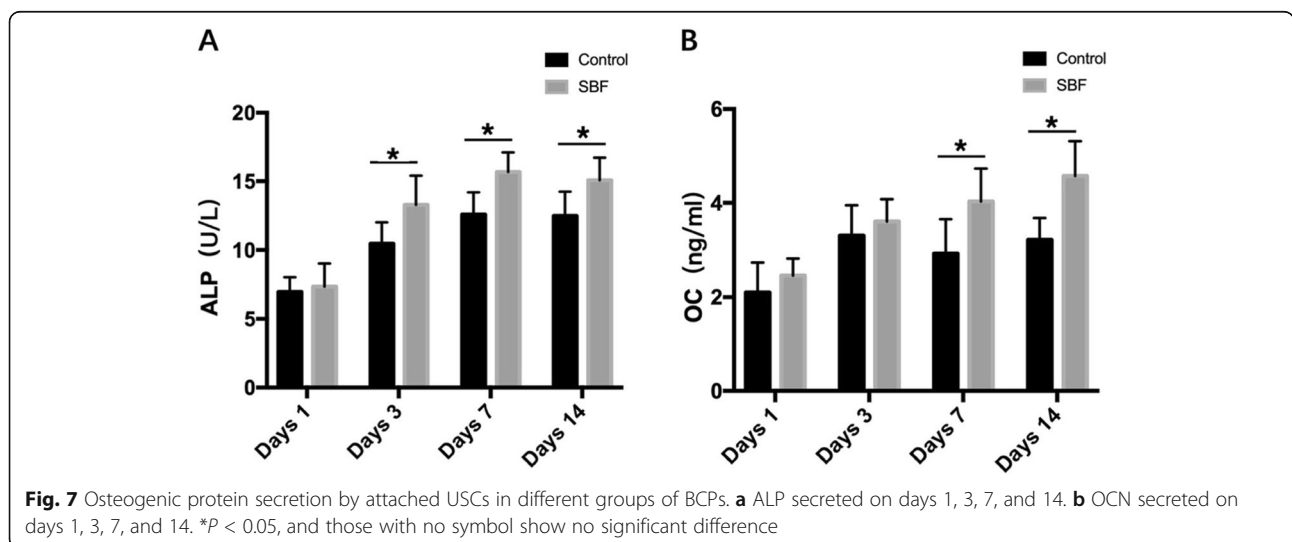 A
Control
SBF
ALP (U/L)
20
15
10
5
0
*
*
*
Days 1
Days 3
Days 7
Days 14
B
Control
SBF
OC (ng/ml)
6
4
2
0
*
*
Days 1
Days 3
Days 7
Days 14
Fig. 7 Osteogenic protein secretion by attached USCs in different groups of BCPs. a ALP secreted on days 1, 3, 7, and 14. b OCN secreted on
days 1, 3, 7, and 14. *P < 0.05, and those with no symbol show no significant difference